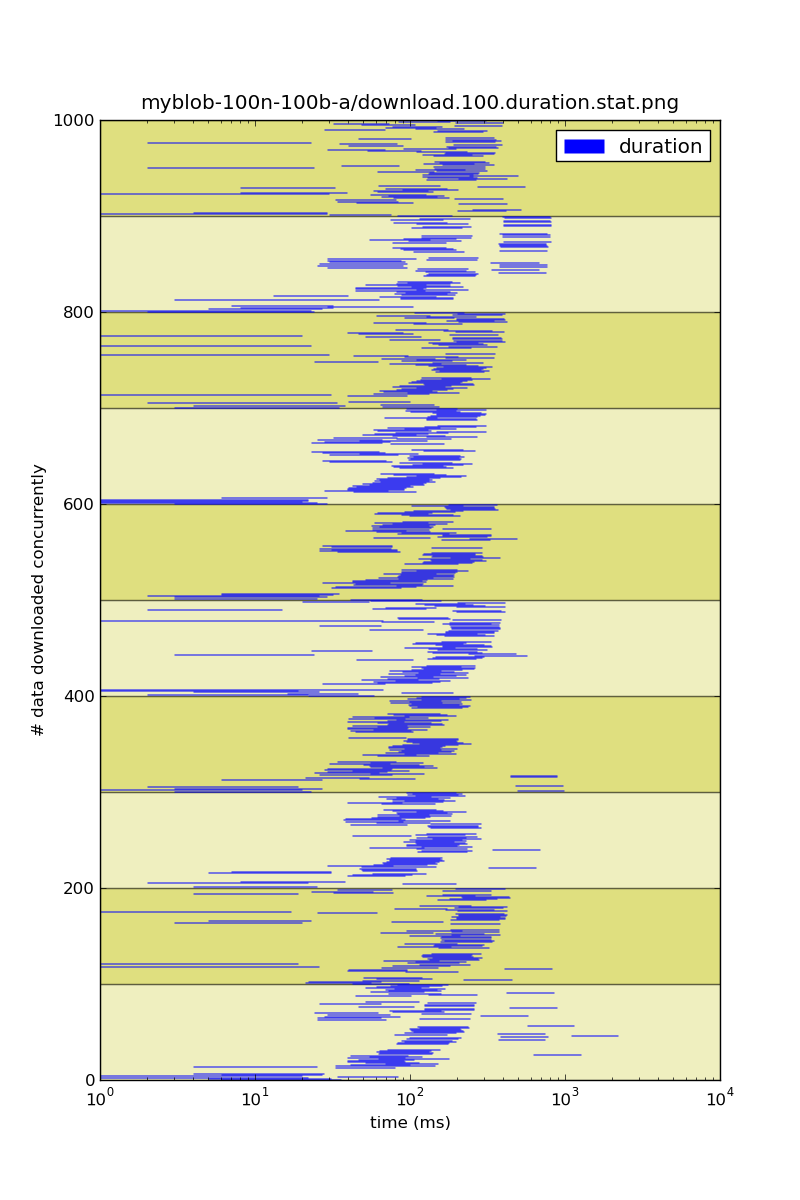 myblob-100n-100b-a/download.100.duration.stat.png
duration
1000
800
600
400
200
0
# data downloaded concurrently
10^0 10^1 10^2 10^3 10^4
time (ms)